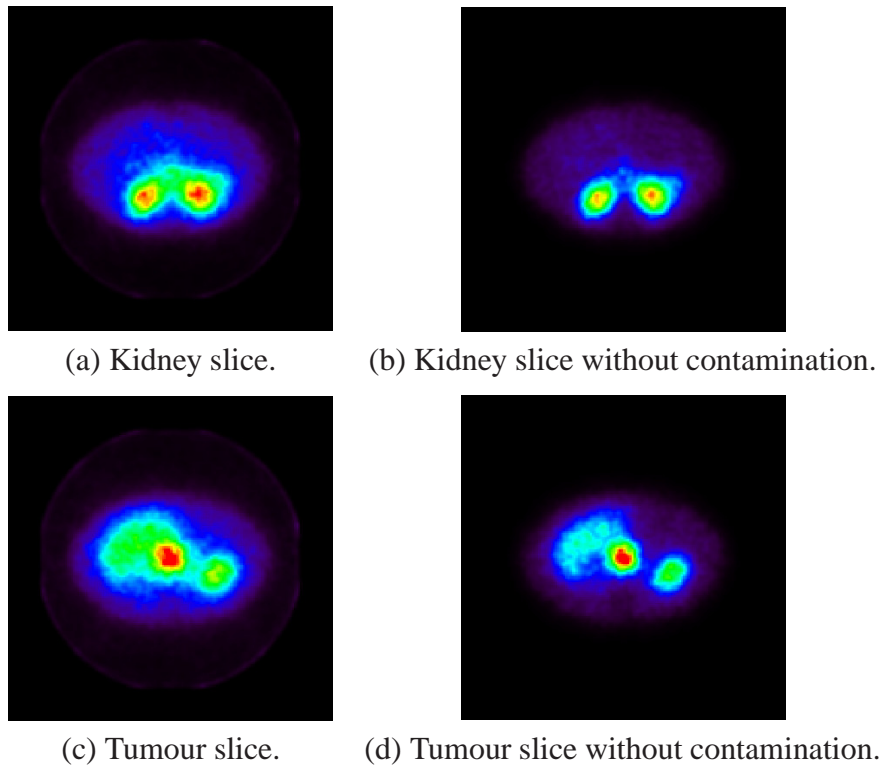 (a) Kidney slice.
(b) Kidney slice without contamination.
(c) Tumour slice.
(d) Tumour slice without contamination.